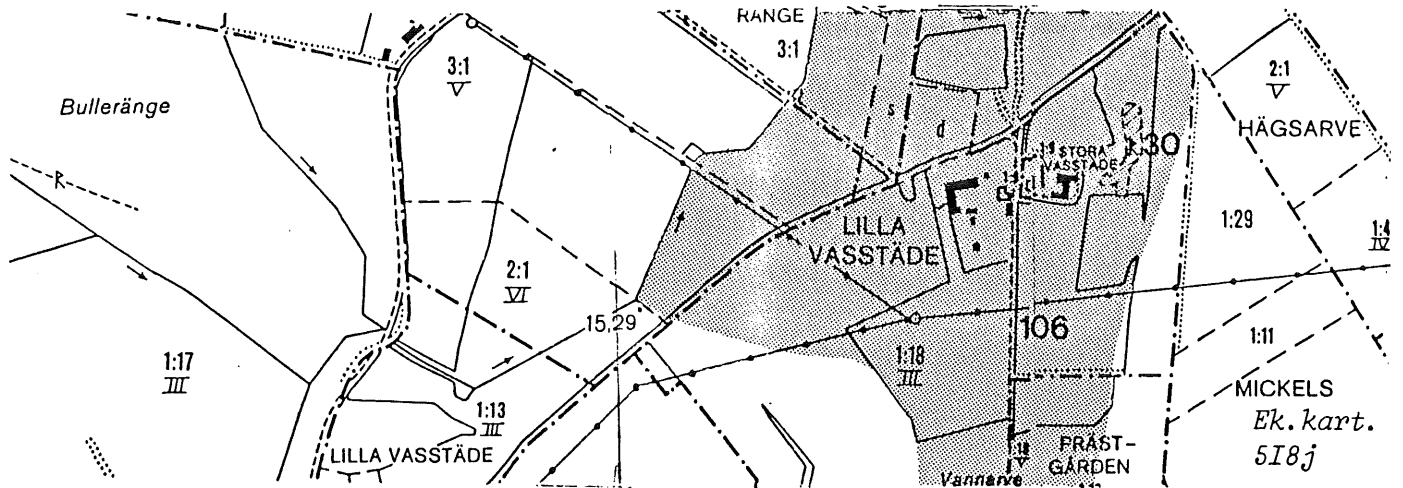 RÄNGE
3:1
3:1
V
2:1
V
HÄGSARVE
Bulleränge
s
d
STORA
VASSTÄDE
30
R
LILLA
VASSTÄDE
1:29
1:4
IV
2:1
VI
15,29
106
1:11
1:17
III
1:18
III
MICKELS
Ek.kart.
5I8j
1:13
III
LILLA VASSTÄDE
PRÄST-
GÅRDEN
Vannarve